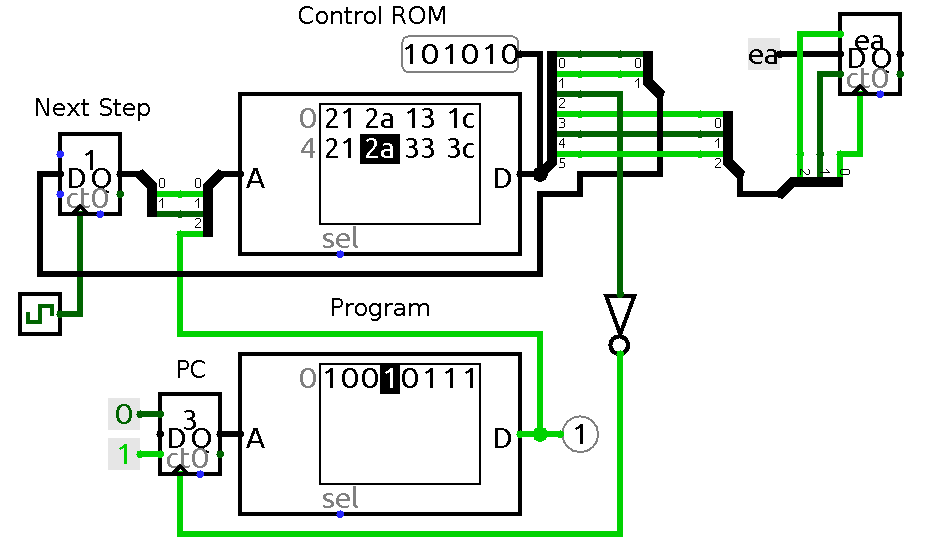 Control ROM
101010
ea
ea
D Q
ct0
Next Step
1
D Q
ct0
0
1
0
1
2
A
0 21 2a 13 1c
4 21 2a 33 3c
D
sel
0
1
2
3
4
5
0
1
0
1
2
2
1
0
Program
PC
0
1
3
D Q
ct0
A
0 10010111
D
1
sel